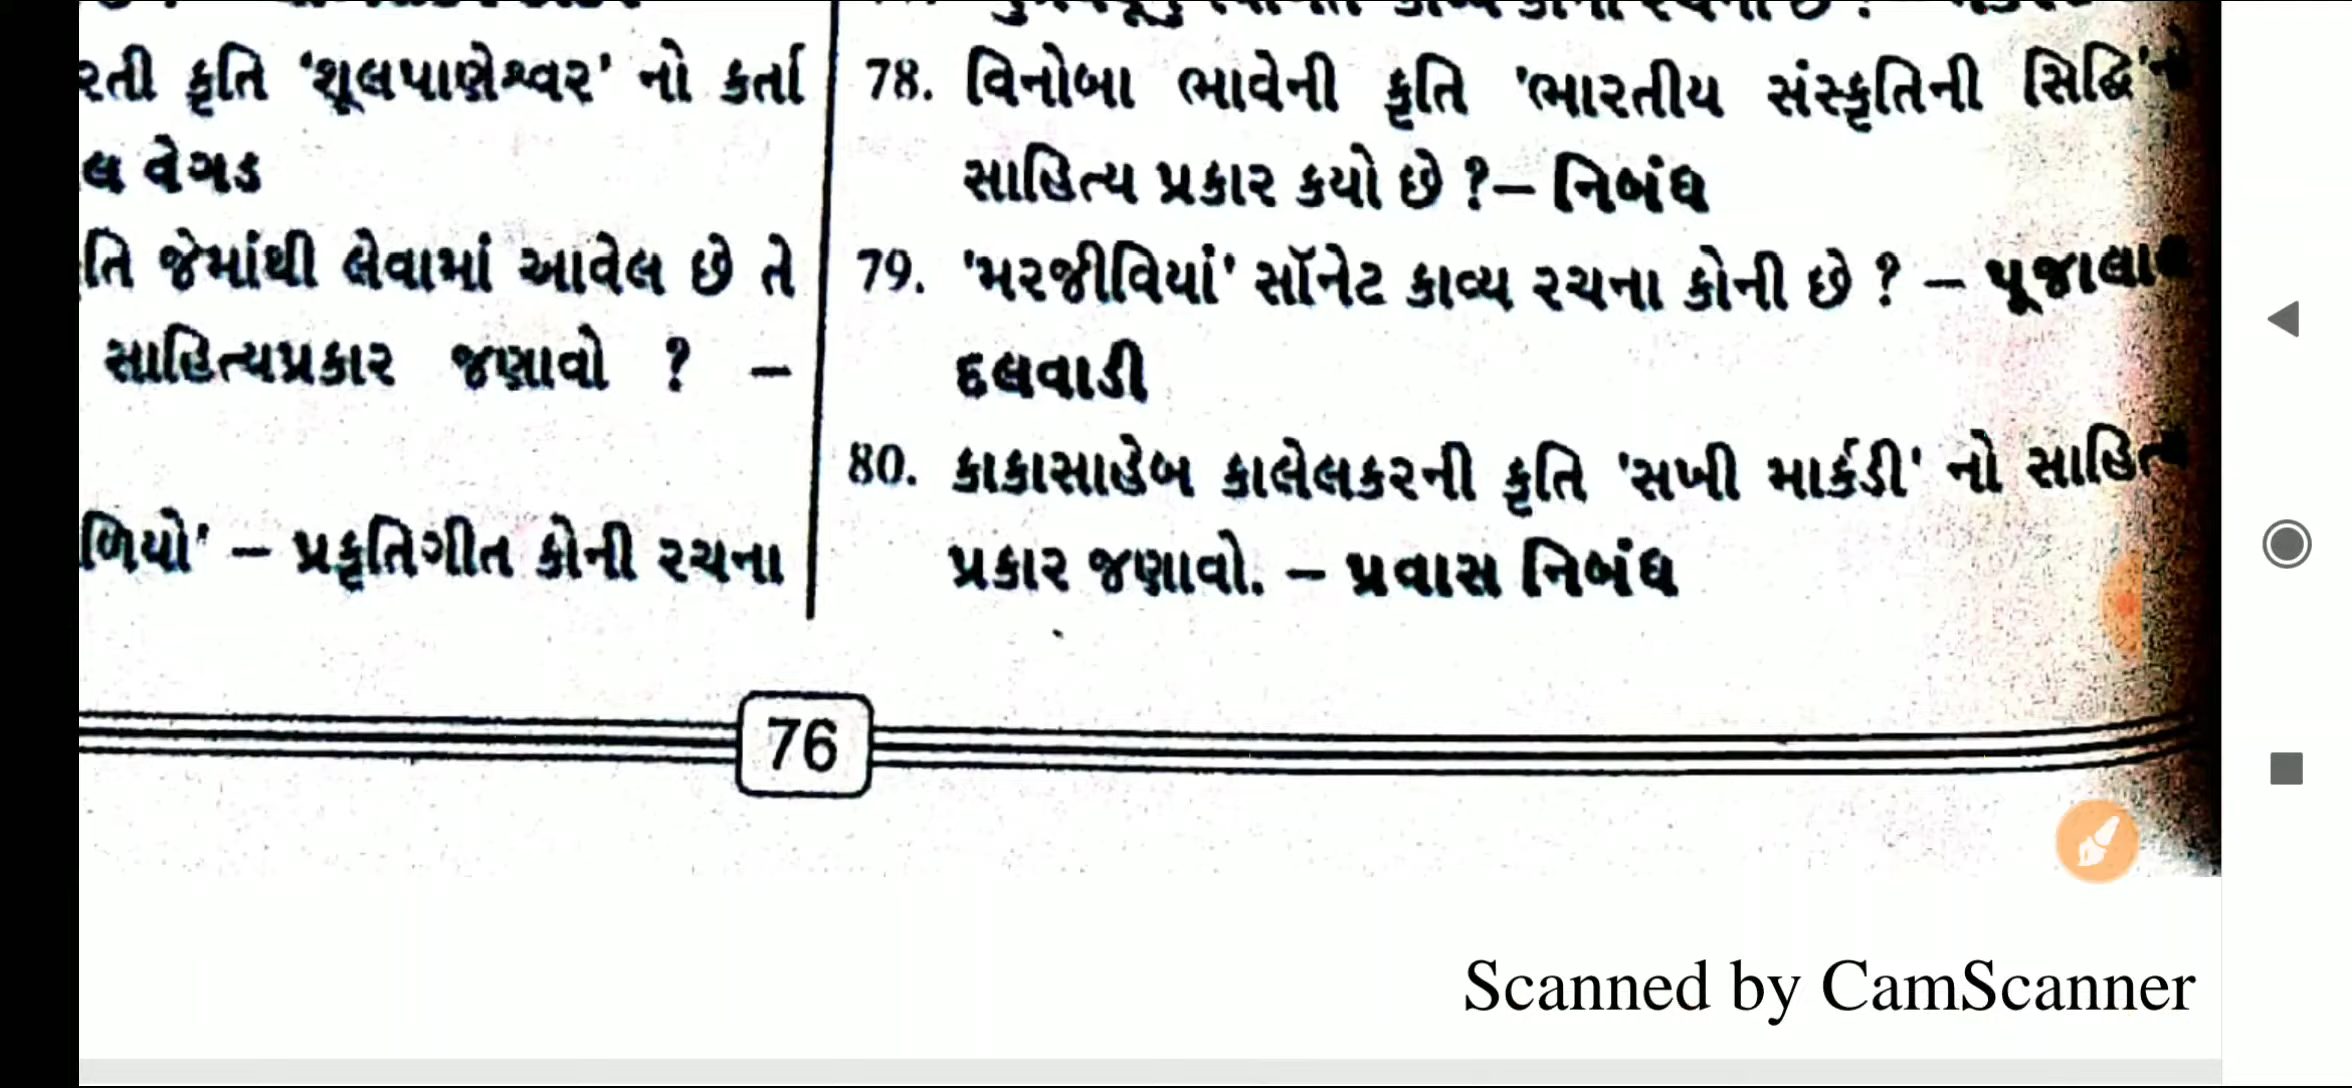 કૃતિ 'શૂલપાણેશ્વર' નો કર્તા
વેગડ
જેમાંથી લેવામાં આવેલ છે તે
સાહિત્યપ્રકાર જણાવો ? –
– પ્રકૃતિગીત કોની રચના
78. વિનોબા ભાવેની કૃતિ 'ભારતીય સંસ્કૃતિની સિદ્ધિ'નો
સાહિત્ય પ્રકાર કયો છે ?– નિબંધ
79. 'મરજીવિયાં' સૉનેટ કાવ્ય રચના કોની છે ? – પૂજાલાલ
દલવાડી
80. કાકાસાહેબ કાલેલકરની કૃતિ 'સખી માર્કડી' નો સાહિત્ય
પ્રકાર જણાવો. – પ્રવાસ નિબંધ
76
Scanned by CamScanner